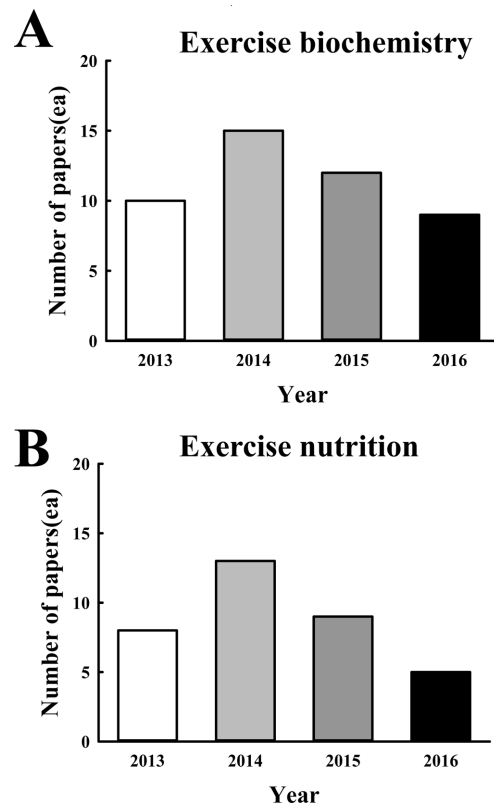 A
Exercise biochemistry
Number of papers(ea)
20
15
10
5
0
2013 2014 2015 2016
Year
B
Exercise nutrition
Number of papers(ea)
20
15
10
5
0
2013 2014 2015 2016
Year